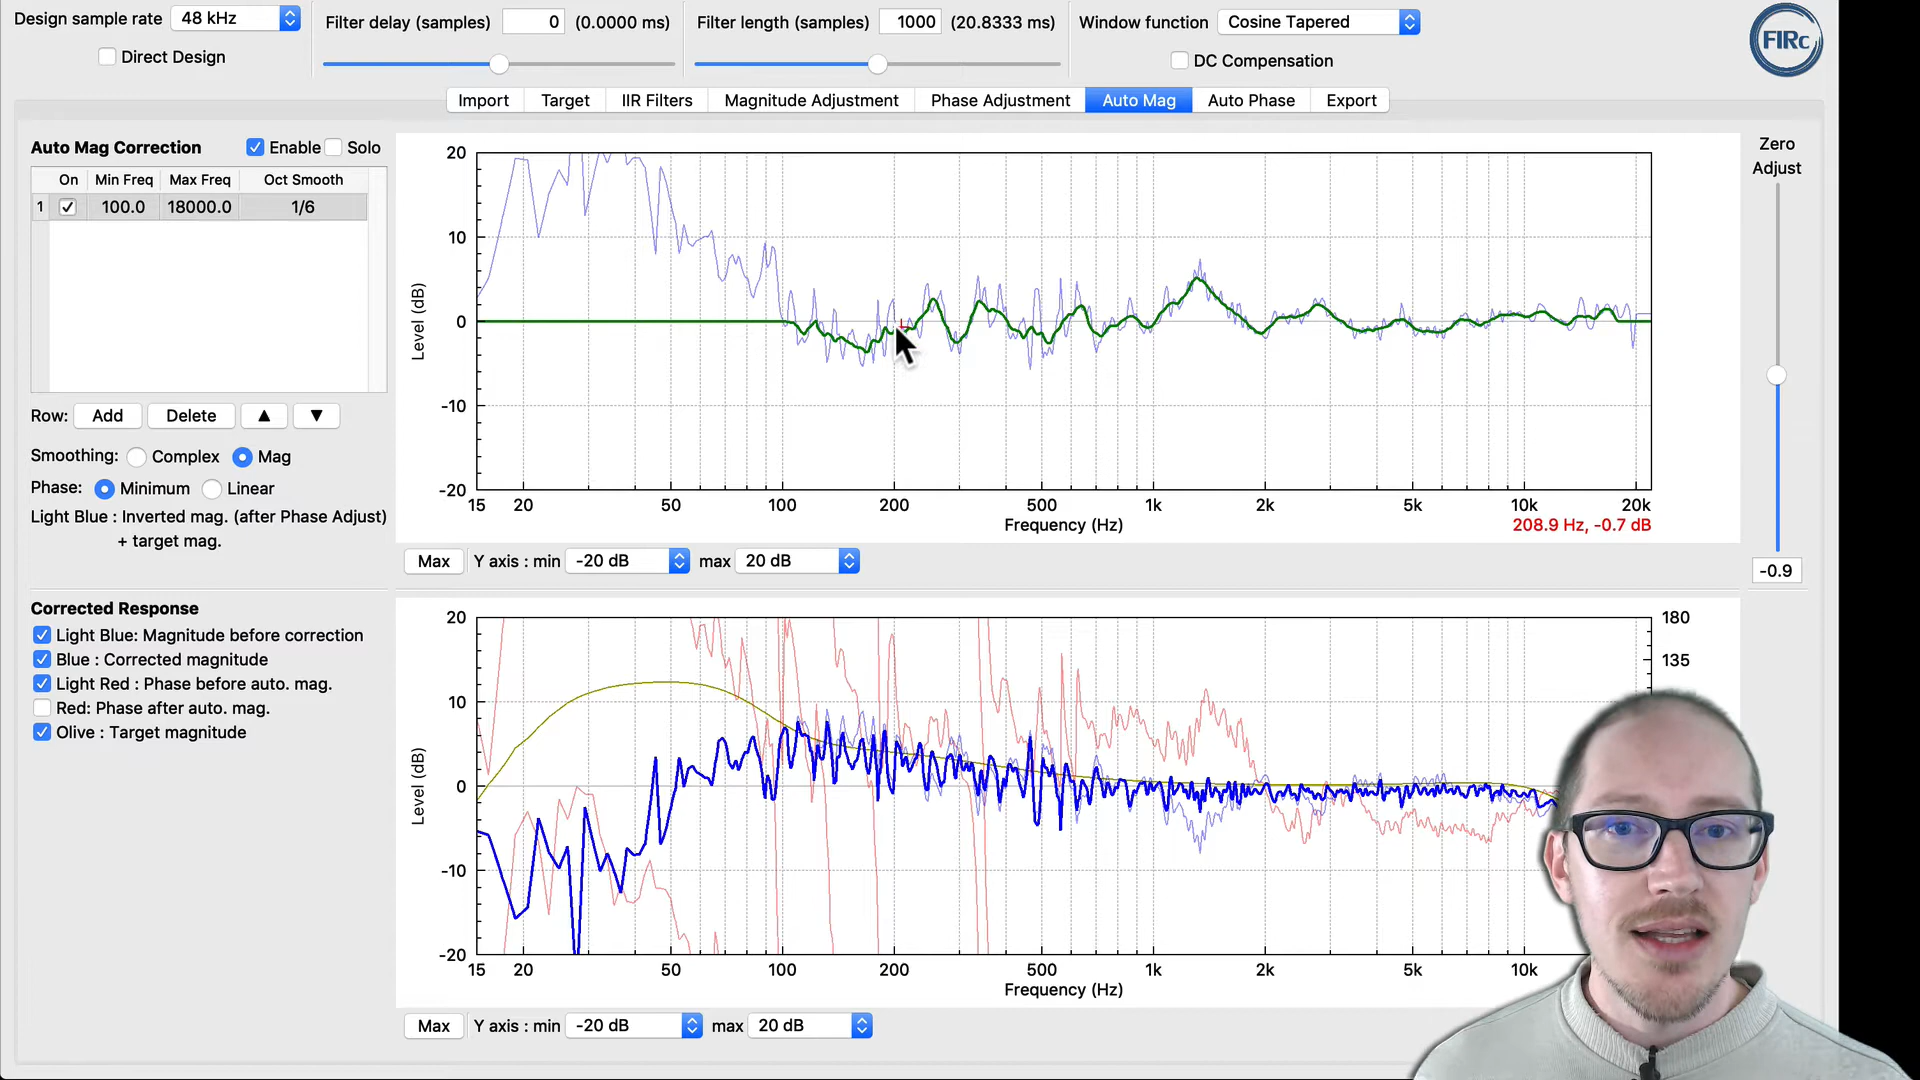 Design sample rate 48 kHz
Direct Design
Filter delay (samples) 0 (0.0000 ms)
Filter length (samples) 1000 (20.8333 ms)
Window function Cosine Tapered
DC Compensation
FIRc
Import Target IIR Filters Magnitude Adjustment Phase Adjustment Auto Mag Auto Phase Export
Auto Mag Correction Enable Solo
On Min Freq Max Freq Oct Smooth
1 100.0 18000.0 1/6
Row: Add Delete ▲ ▼
Smoothing: Complex Mag
Phase: Minimum Linear
Light Blue : Inverted mag. (after Phase Adjust)
+ target mag.
20
10
0
-10
-20
Level (dB)
15 20 50 100 200 500 1k 2k 5k 10k 20k
Frequency (Hz)
208.9 Hz, -0.7 dB
Max Y axis : min -20 dB max 20 dB
Zero
Adjust
-0.9
Corrected Response
Light Blue: Magnitude before correction
Blue : Corrected magnitude
Light Red : Phase before auto. mag.
Red: Phase after auto. mag.
Olive : Target magnitude
20
10
0
-10
-20
Level (dB)
180
135
15 20 50 100 200 500 1k 2k 5k 10k
Frequency (Hz)
Max Y axis : min -20 dB max 20 dB